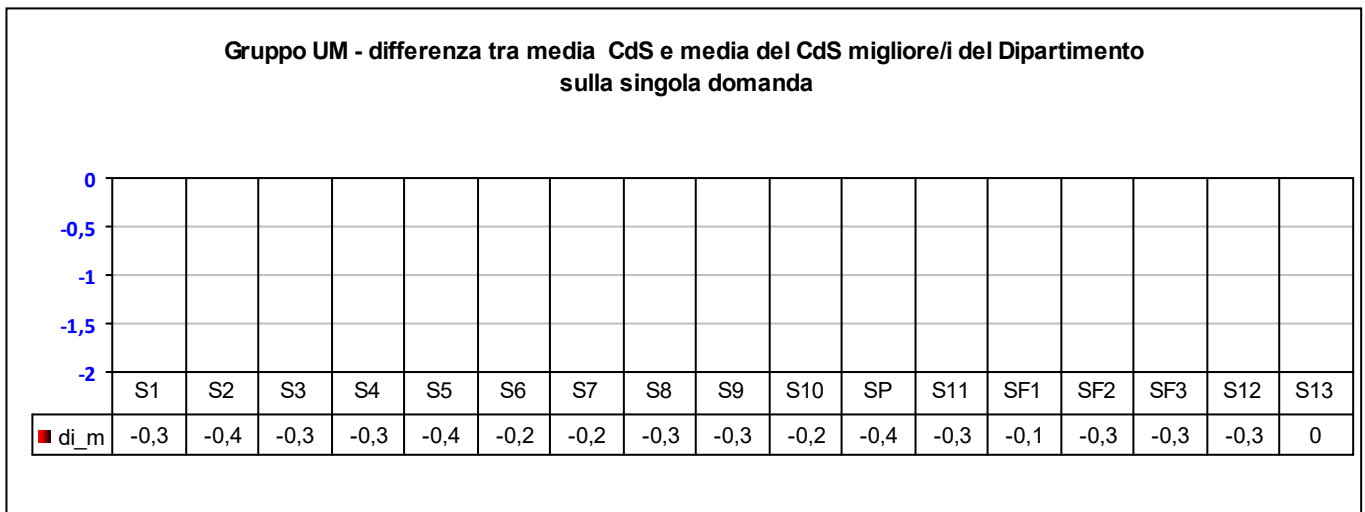 Gruppo UM - differenza tra media CdS e media del CdS migliore/i del Dipartimento
sulla singola domanda
0
-0,5
-1
-1,5
-2
S1 S2 S3 S4 S5 S6 S7 S8 S9 S10 SP S11 SF1 SF2 SF3 S12 S13
di_m -0,3 -0,4 -0,3 -0,3 -0,4 -0,2 -0,2 -0,3 -0,3 -0,2 -0,4 -0,3 -0,1 -0,3 -0,3 -0,3 0